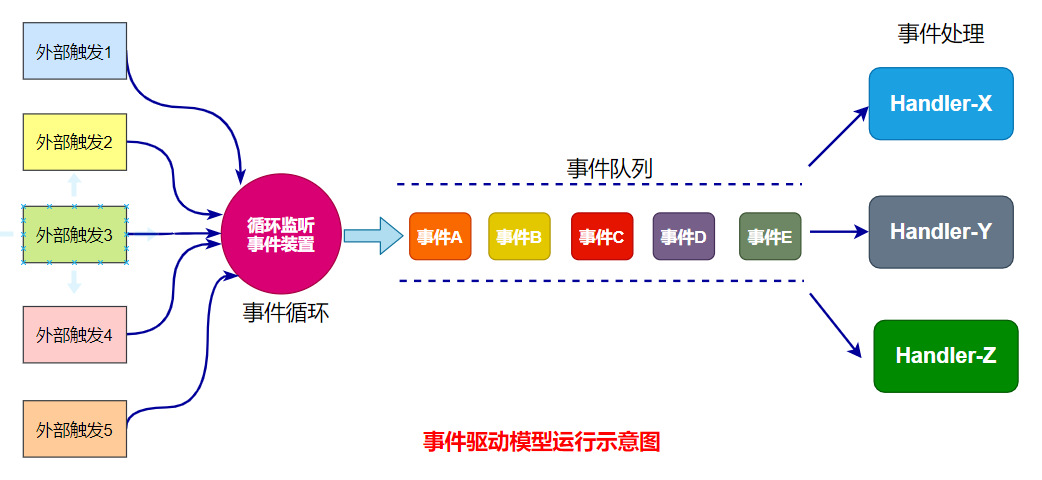 外部触发1
外部触发2
外部触发3
外部触发4
外部触发5
循环监听
事件装置
事件循环
事件队列
事件A
事件B
事件C
事件D
事件E
事件处理
Handler-X
Handler-Y
Handler-Z
事件驱动模型运行示意图